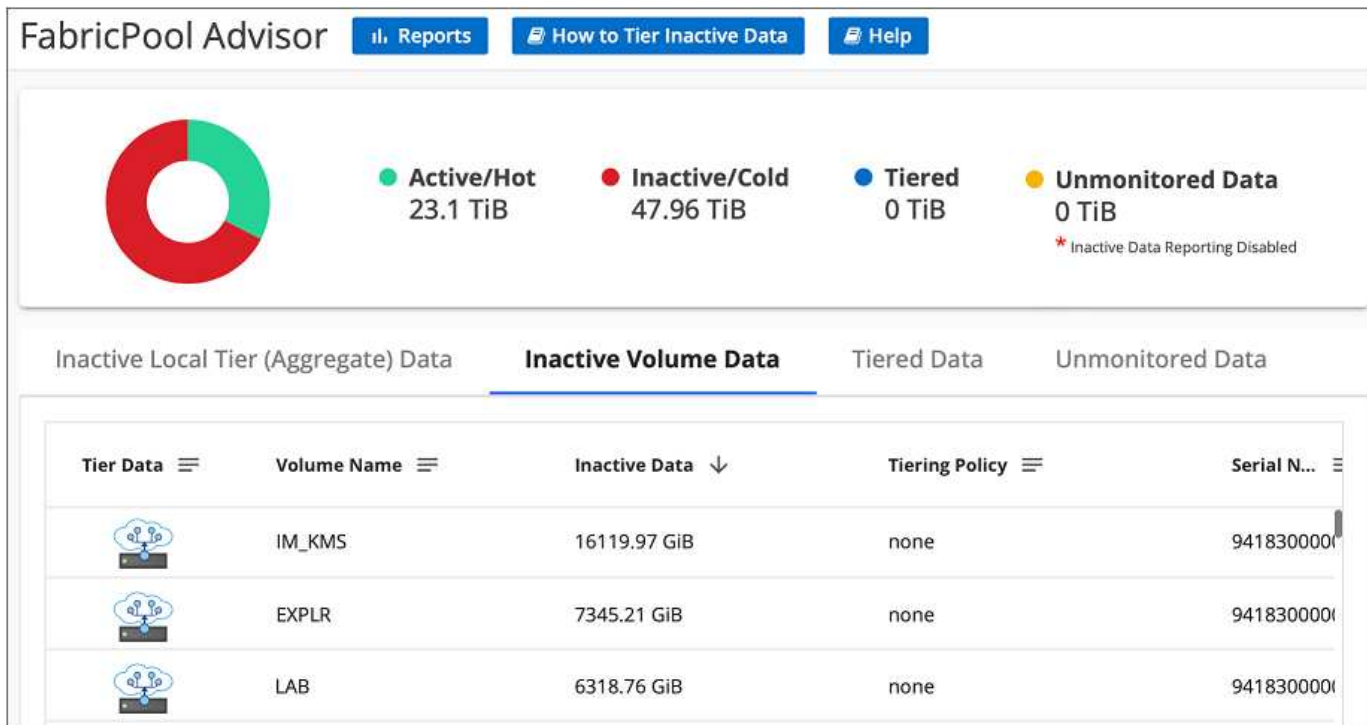 FabricPool Advisor Reports How to Tier Inactive Data Help
Active/Hot Inactive/Cold Tiered Unmonitored Data
23.1 TiB 47.96 TiB 0 TiB 0 TiB
* Inactive Data Reporting Disabled
Inactive Local Tier (Aggregate) Data Inactive Volume Data Tiered Data Unmonitored Data
Tier Data Volume Name Inactive Data Tiering Policy Serial N...
IM_KMS 16119.97 GiB none 9418300000
EXPLR 7345.21 GiB none 9418300000
LAB 6318.76 GiB none 9418300000